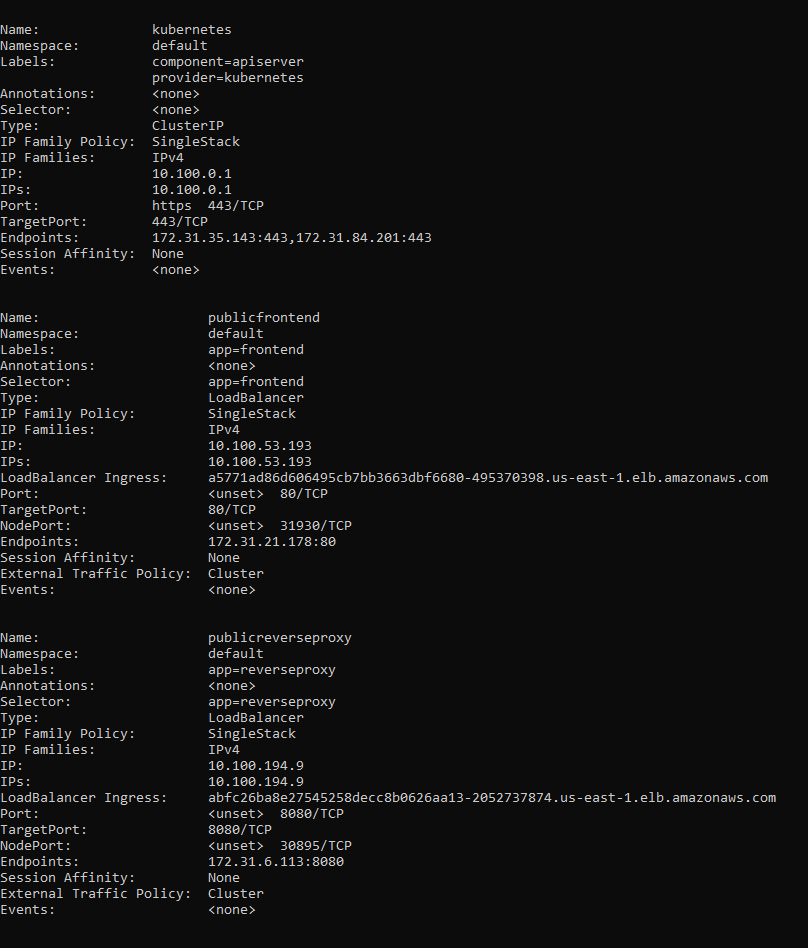 Name:              kubernetes
Namespace:         default
Labels:            component=apiserver
                   provider=kubernetes
Annotations:       <none>
Selector:          <none>
Type:              ClusterIP
IP Family Policy:  SingleStack
IP Families:       IPv4
IP:                10.100.0.1
IPs:               10.100.0.1
Port:              https  443/TCP
TargetPort:        443/TCP
Endpoints:         172.31.35.143:443,172.31.84.201:443
Session Affinity:  None
Events:            <none>

Name:                     publicfrontend
Namespace:                default
Labels:                   app=frontend
Annotations:              <none>
Selector:                 app=frontend
Type:                     LoadBalancer
IP Family Policy:         SingleStack
IP Families:              IPv4
IP:                       10.100.53.193
IPs:                      10.100.53.193
LoadBalancer Ingress:     a5771ad86d606495cb7bb3663dbf6680-495370398.us-east-1.elb.amazonaws.com
Port:                     <unset>  80/TCP
TargetPort:               80/TCP
NodePort:                 <unset>  31930/TCP
Endpoints:                172.31.21.178:80
Session Affinity:         None
External Traffic Policy:  Cluster
Events:                   <none>

Name:                     publicreverseproxy
Namespace:                default
Labels:                   app=reverseproxy
Annotations:              <none>
Selector:                 app=reverseproxy
Type:                     LoadBalancer
IP Family Policy:         SingleStack
IP Families:              IPv4
IP:                       10.100.194.9
IPs:                      10.100.194.9
LoadBalancer Ingress:     abfc26ba8e27545258decc8b0626aa13-2052737874.us-east-1.elb.amazonaws.com
Port:                     <unset>  8080/TCP
TargetPort:               8080/TCP
NodePort:                 <unset>  30895/TCP
Endpoints:                172.31.6.113:8080
Session Affinity:         None
External Traffic Policy:  Cluster
Events:                   <none>